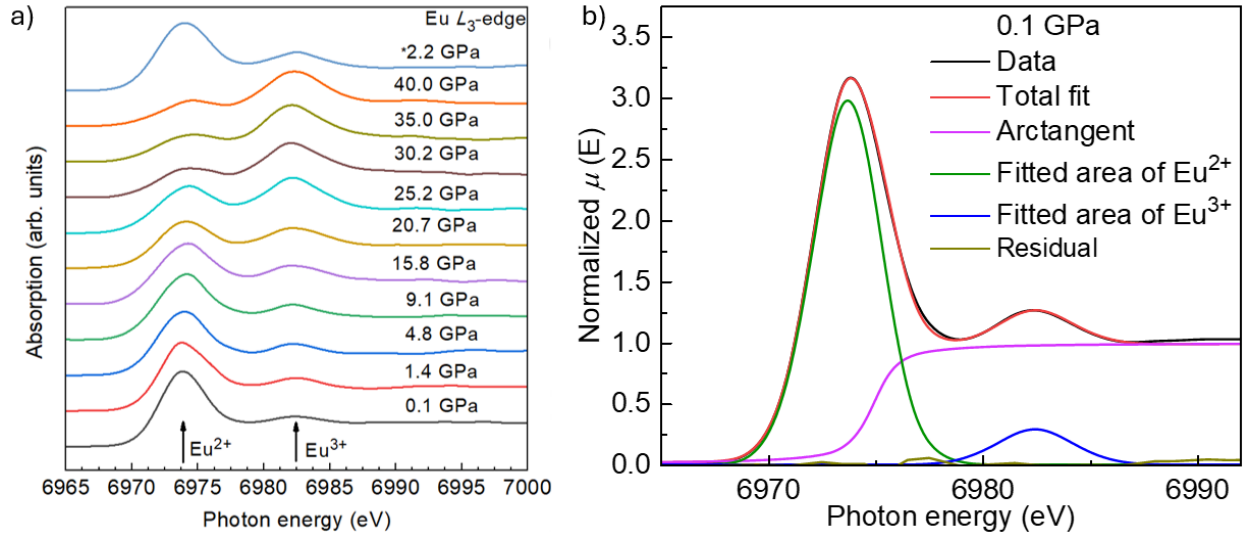 a)
Eu L₃-edge
*2.2 GPa
40.0 GPa
35.0 GPa
30.2 GPa
25.2 GPa
20.7 GPa
15.8 GPa
9.1 GPa
4.8 GPa
1.4 GPa
0.1 GPa
Eu²⁺
Eu³⁺
Absorption (arb. units)
6965 6970 6975 6980 6985 6990 6995 7000
Photon energy (eV)
b)
0.1 GPa
Data
Total fit
Arctangent
Fitted area of Eu²⁺
Fitted area of Eu³⁺
Residual
Normalized μ (E)
3.5
3.0
2.5
2.0
1.5
1.0
0.5
0.0
6970 6980 6990
Photon energy (eV)